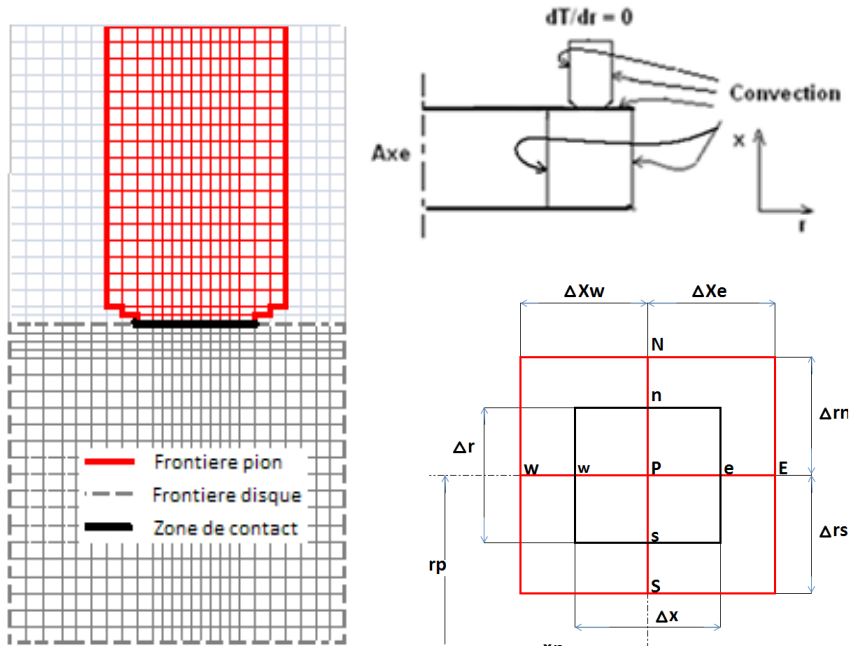 Frontiere pion
Frontiere disque
Zone de contact
dT/dr = 0
Convection
Axe
x
r
ΔXw
ΔXe
N
n
Δrn
Δr
w
w
P
e
E
s
Δrs
rp
S
Δx